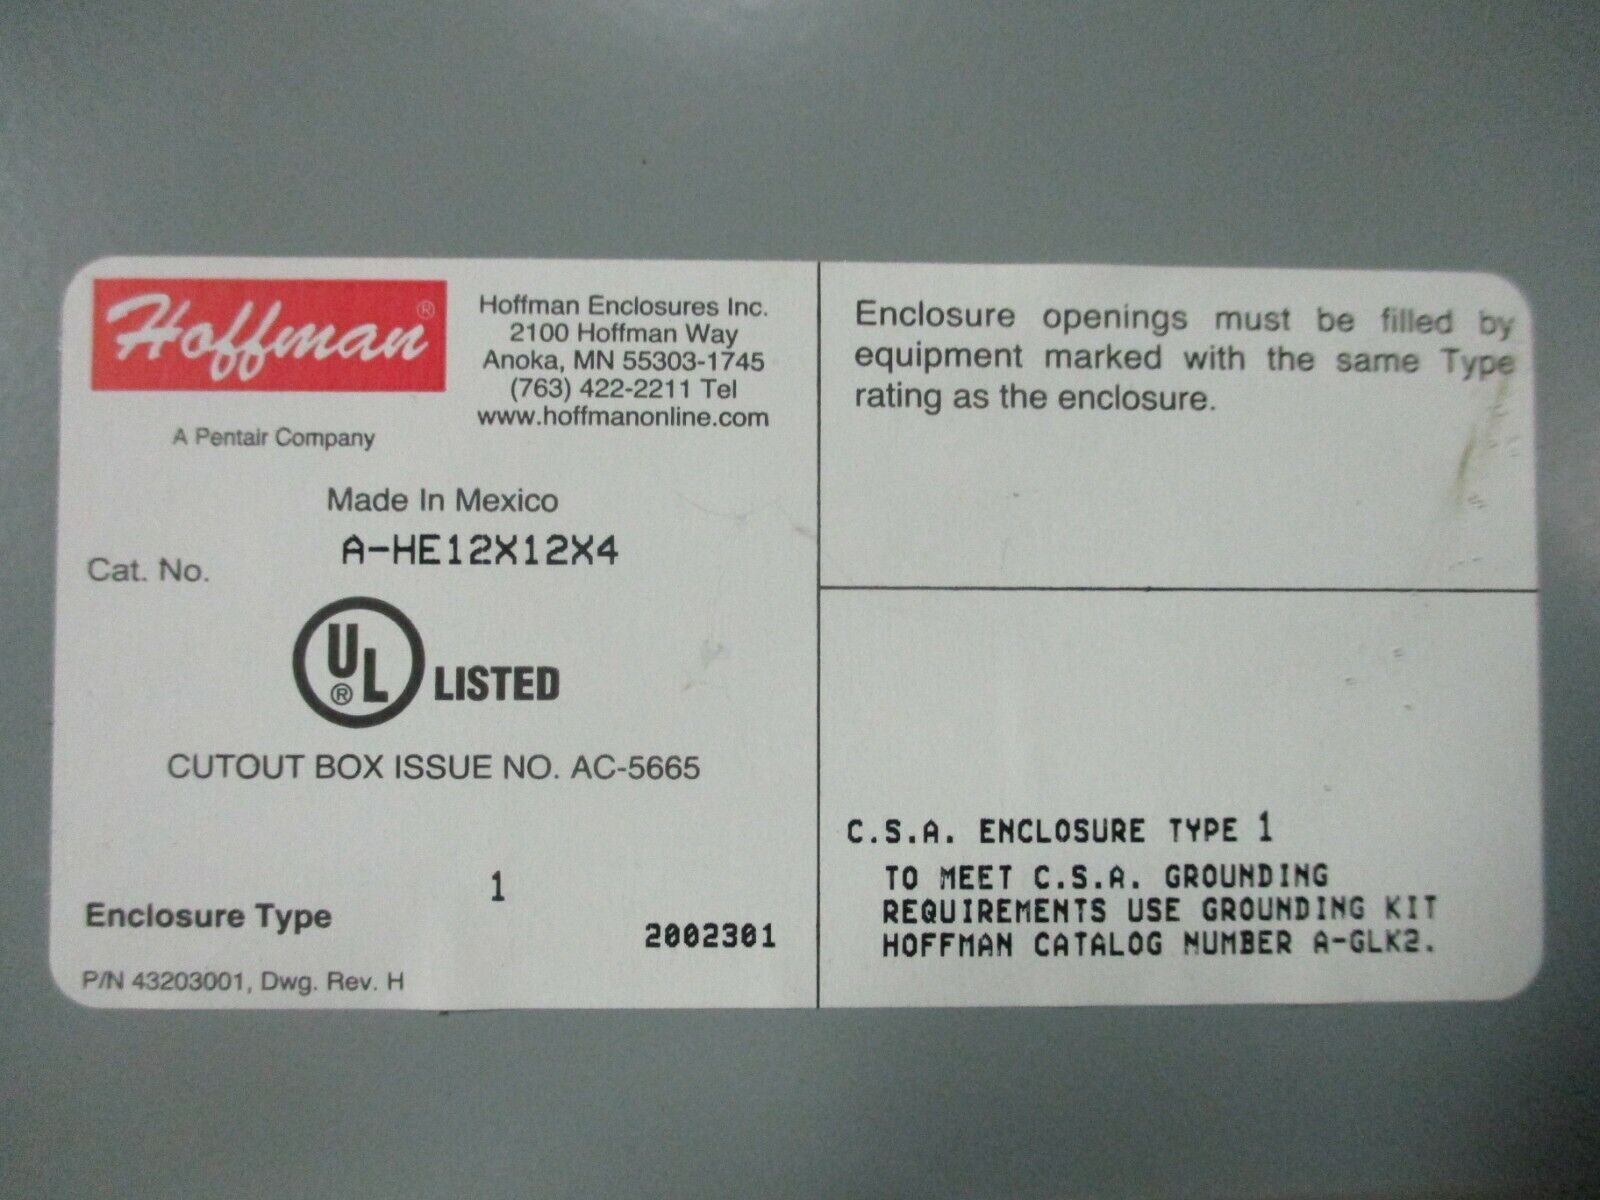 Hoffman®
A Pentair Company
Hoffman Enclosures Inc.
2100 Hoffman Way
Anoka, MN 55303-1745
(763) 422-2211 Tel
www.hoffmanonline.com
Made In Mexico
Cat. No. A-HE12X12X4
UL® LISTED
CUTOUT BOX ISSUE NO. AC-5665
Enclosure Type 1
2002301
P/N 43203001, Dwg. Rev. H
Enclosure openings must be filled by
equipment marked with the same Type
rating as the enclosure.
C.S.A. ENCLOSURE TYPE 1
TO MEET C.S.A. GROUNDING
REQUIREMENTS USE GROUNDING KIT
HOFFMAN CATALOG NUMBER A-GLK2.